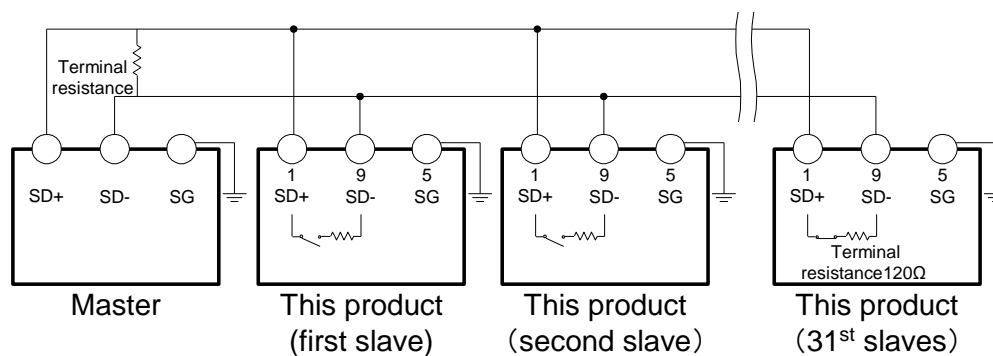 Terminal
resistance
1 9 5
1 9 5
1 9 5
SD+ SD- SG
SD+ SD- SG
SD+ SD- SG
SD+ SD- SG
Terminal
resistance120Ω
Master
This product
(first slave)
This product
（second slave）
This product
（31st slaves）